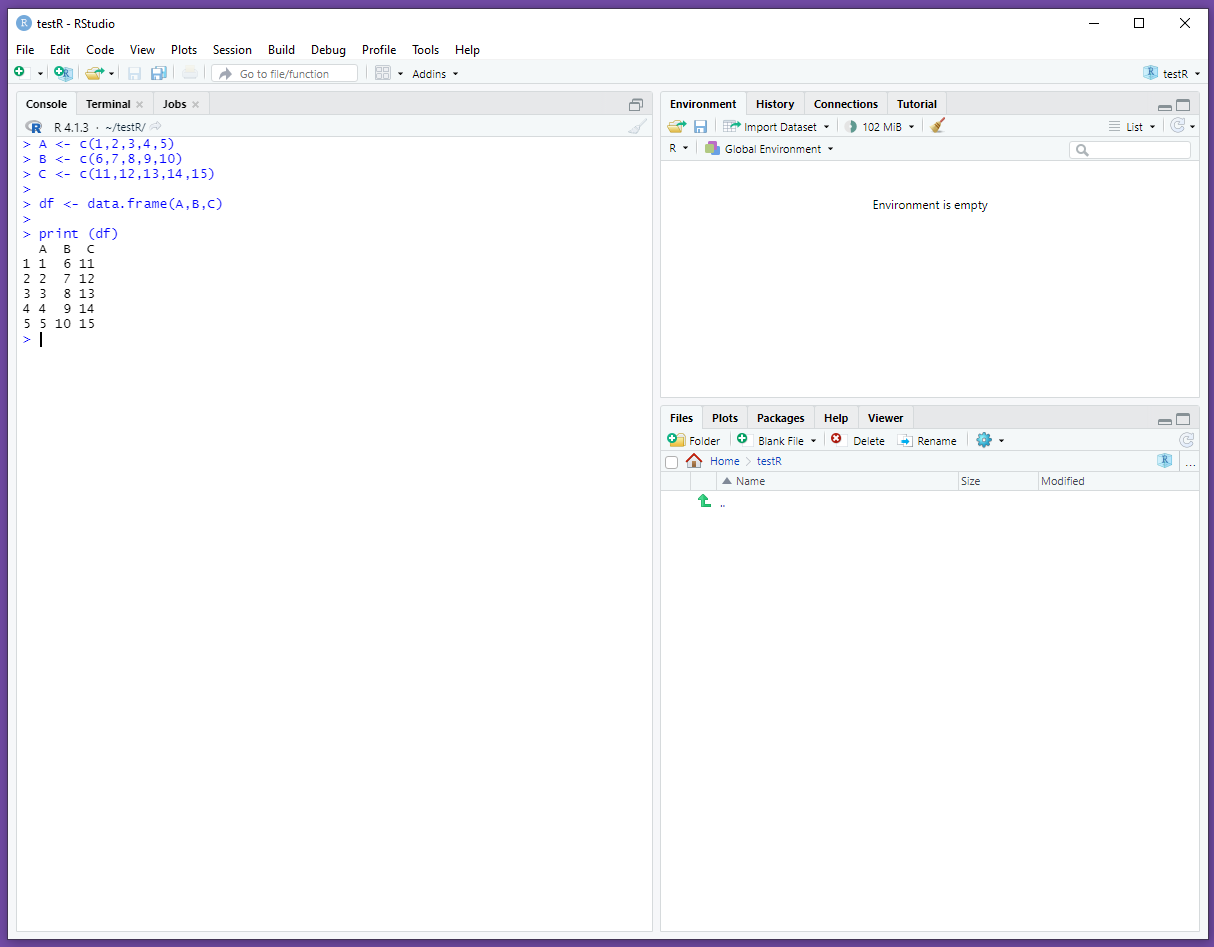 R testR - RStudio
File Edit Code View Plots Session Build Debug Profile Tools Help
R Go to file/function Addins R testR
Console Terminal Jobs
R R 4.1.3 · ~/testR/
> A <- c(1,2,3,4,5)
> B <- c(6,7,8,9,10)
> C <- c(11,12,13,14,15)
>
> df <- data.frame(A,B,C)
>
> print (df)
  A  B  C
1 1  6 11
2 2  7 12
3 3  8 13
4 4  9 14
5 5 10 15
>
Environment History Connections Tutorial
Import Dataset 102 MiB List
R Global Environment
Environment is empty
Files Plots Packages Help Viewer
Folder Blank File Delete Rename
Home testR R ...
Name Size Modified
..